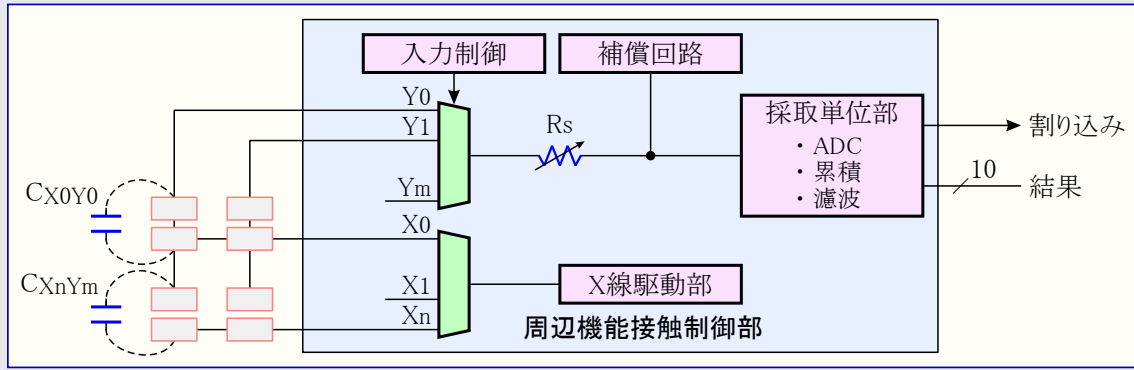 入力制御
補償回路
Y0
Y1
Ym
Rs
採取単位部
・ADC
・累積
・濾波
割り込み
10
結果
CX0Y0
X0
CXnYm
X1
Xn
X線駆動部
周辺機能接触制御部